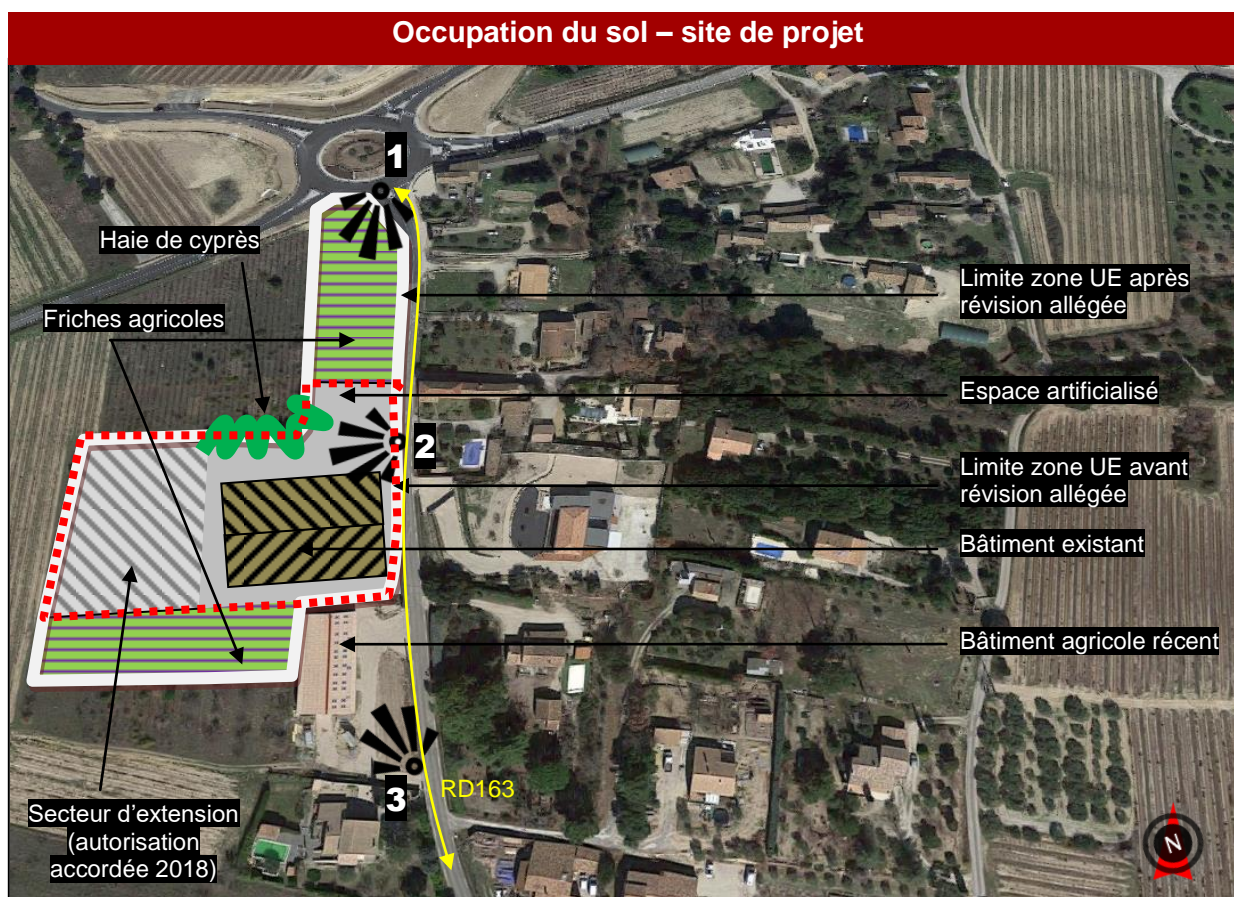 Occupation du sol – site de projet
1
Haie de cyprès
Friches agricoles
Limite zone UE après
révision allégée
Espace artificialisé
2
Limite zone UE avant
révision allégée
Bâtiment existant
Bâtiment agricole récent
3
RD163
Secteur d'extension
(autorisation
accordée 2018)
N